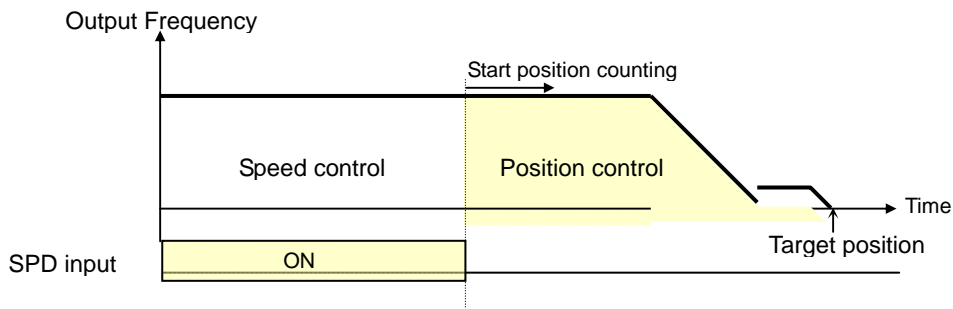 Output Frequency
Start position counting
Speed control
Position control
Time
Target position
SPD input
ON